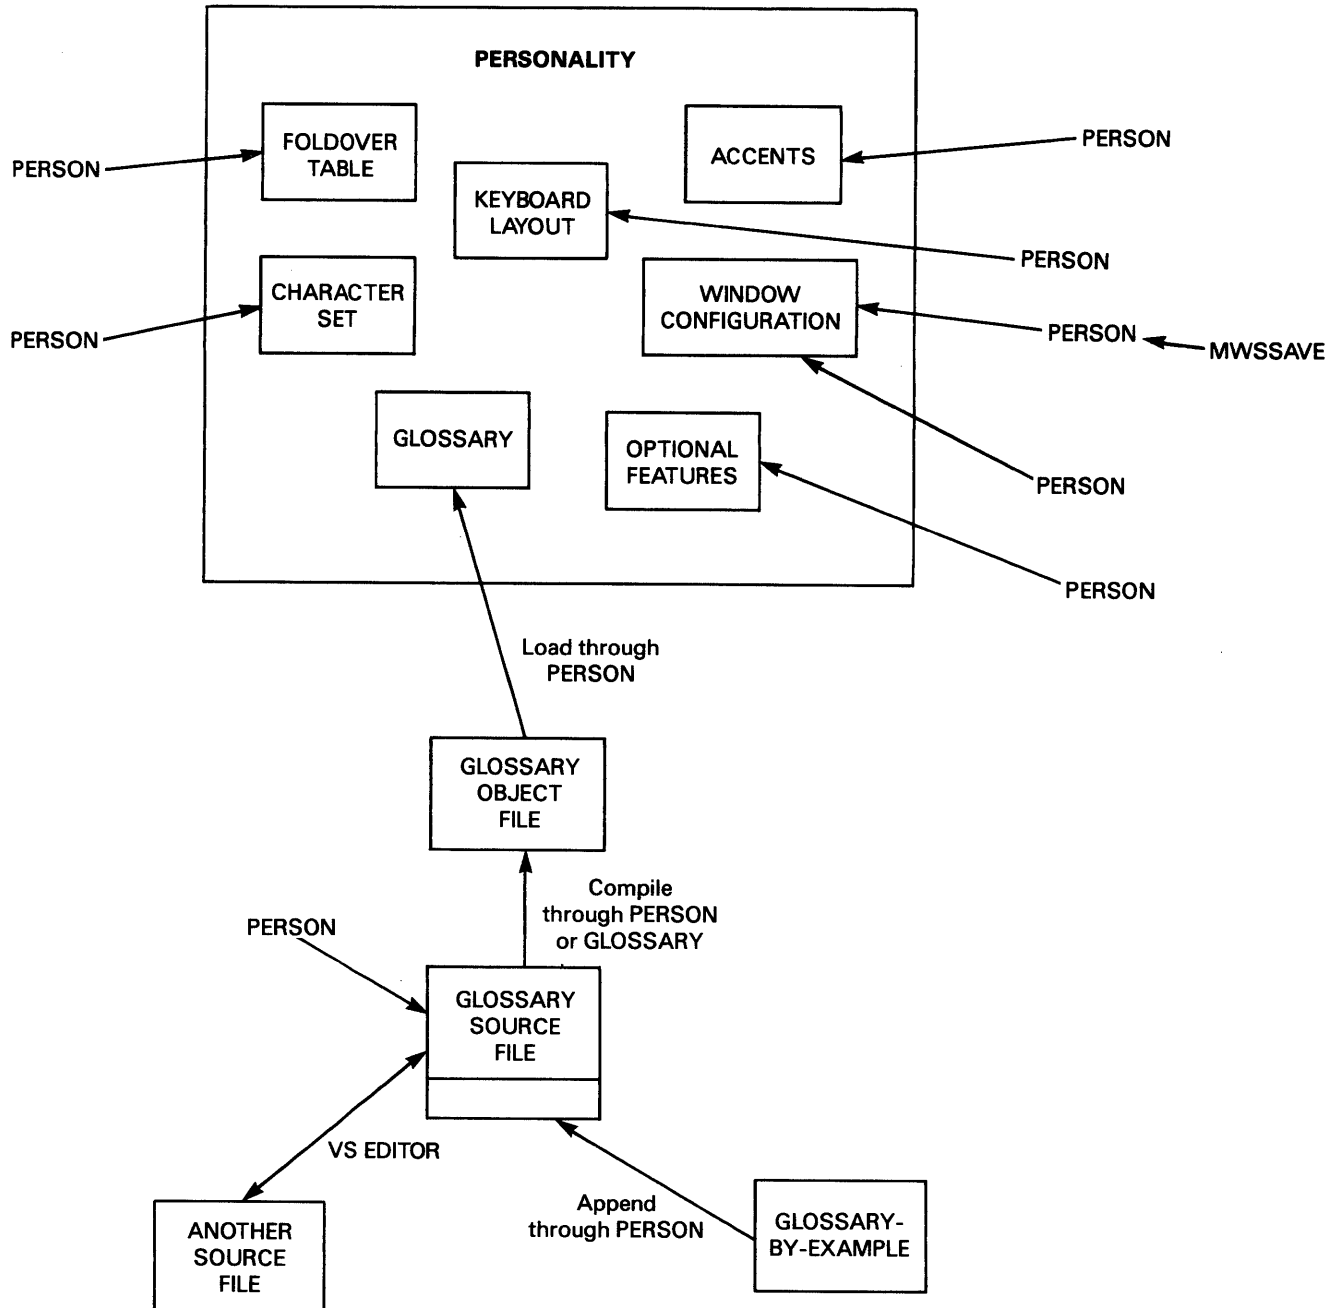 PERSONALITY
FOLDOVER
TABLE
ACCENTS
PERSON
PERSON
KEYBOARD
LAYOUT
PERSON
CHARACTER
SET
WINDOW
CONFIGURATION
PERSON
PERSON
MWSSAVE
GLOSSARY
OPTIONAL
FEATURES
PERSON
PERSON
Load through
PERSON
GLOSSARY
OBJECT
FILE
Compile
through PERSON
or GLOSSARY
PERSON
GLOSSARY
SOURCE
FILE
VS EDITOR
Append
through PERSON
GLOSSARY-
BY-EXAMPLE
ANOTHER
SOURCE
FILE